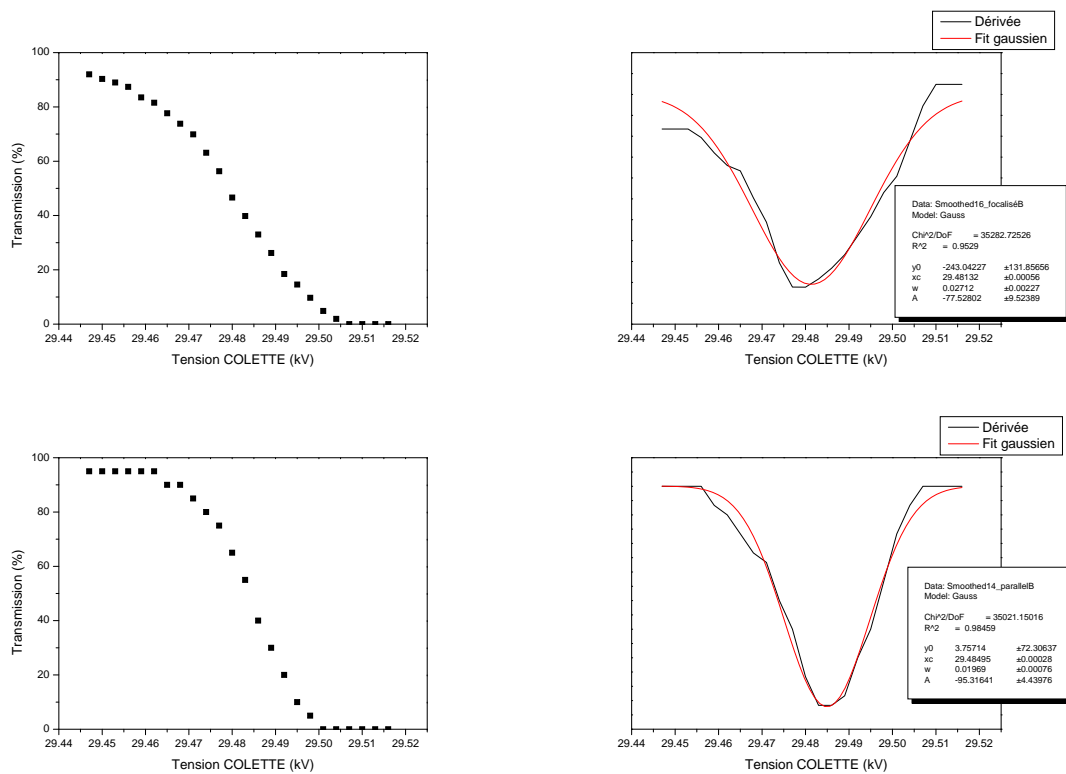 Dérivée
Fit gaussien
100
80
60
40
20
0
Transmission (%)
29.44 29.45 29.46 29.47 29.48 29.49 29.50 29.51 29.52
Tension COLETTE (kV)
29.44 29.45 29.46 29.47 29.48 29.49 29.50 29.51 29.52
Tension COLETTE (kV)
Data: Smoothed16_focaliséB
Model: Gauss
Chi^2/DoF = 35282.72526
R^2 = 0.9529
y0 -243.04227 ±131.85656
xc 29.48132 ±0.00056
w 0.02712 ±0.00227
A -77.52802 ±9.52389
Dérivée
Fit gaussien
100
80
60
40
20
0
Transmission (%)
29.44 29.45 29.46 29.47 29.48 29.49 29.50 29.51 29.52
Tension COLETTE (kV)
29.44 29.45 29.46 29.47 29.48 29.49 29.50 29.51 29.52
Tension COLETTE (kV)
Data: Smoothed14_parallelB
Model: Gauss
Chi^2/DoF = 35021.15016
R^2 = 0.98459
y0 3.75714 ±72.30637
xc 29.48495 ±0.00028
w 0.01969 ±0.00076
A -95.31641 ±4.43976